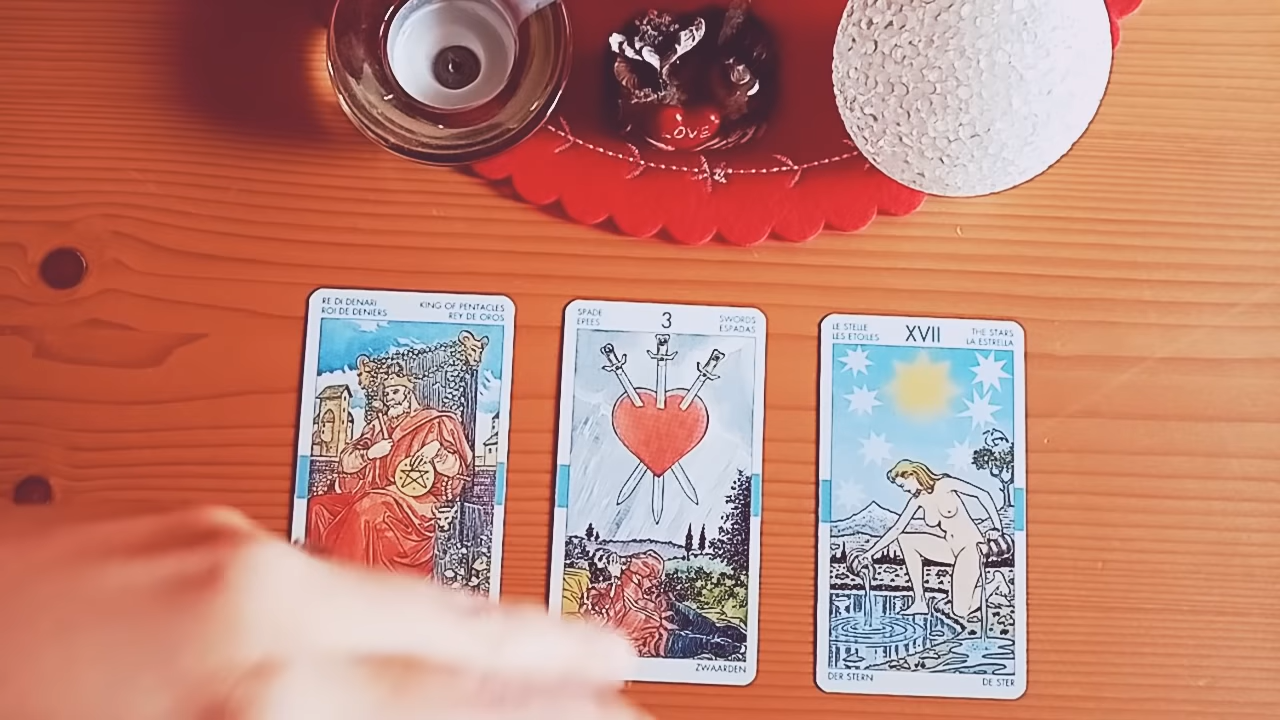 LOVE
RE DI DENARI KING OF PENTACLES
ROI DE DENIERS REY DE OROS
SPADE 3 SWORDS
EPEES ESPADAS
ZWAARDEN
LE STELLE XVII THE STARS
LES ETOILES LA ESTRELLA
DER STERN DE STER